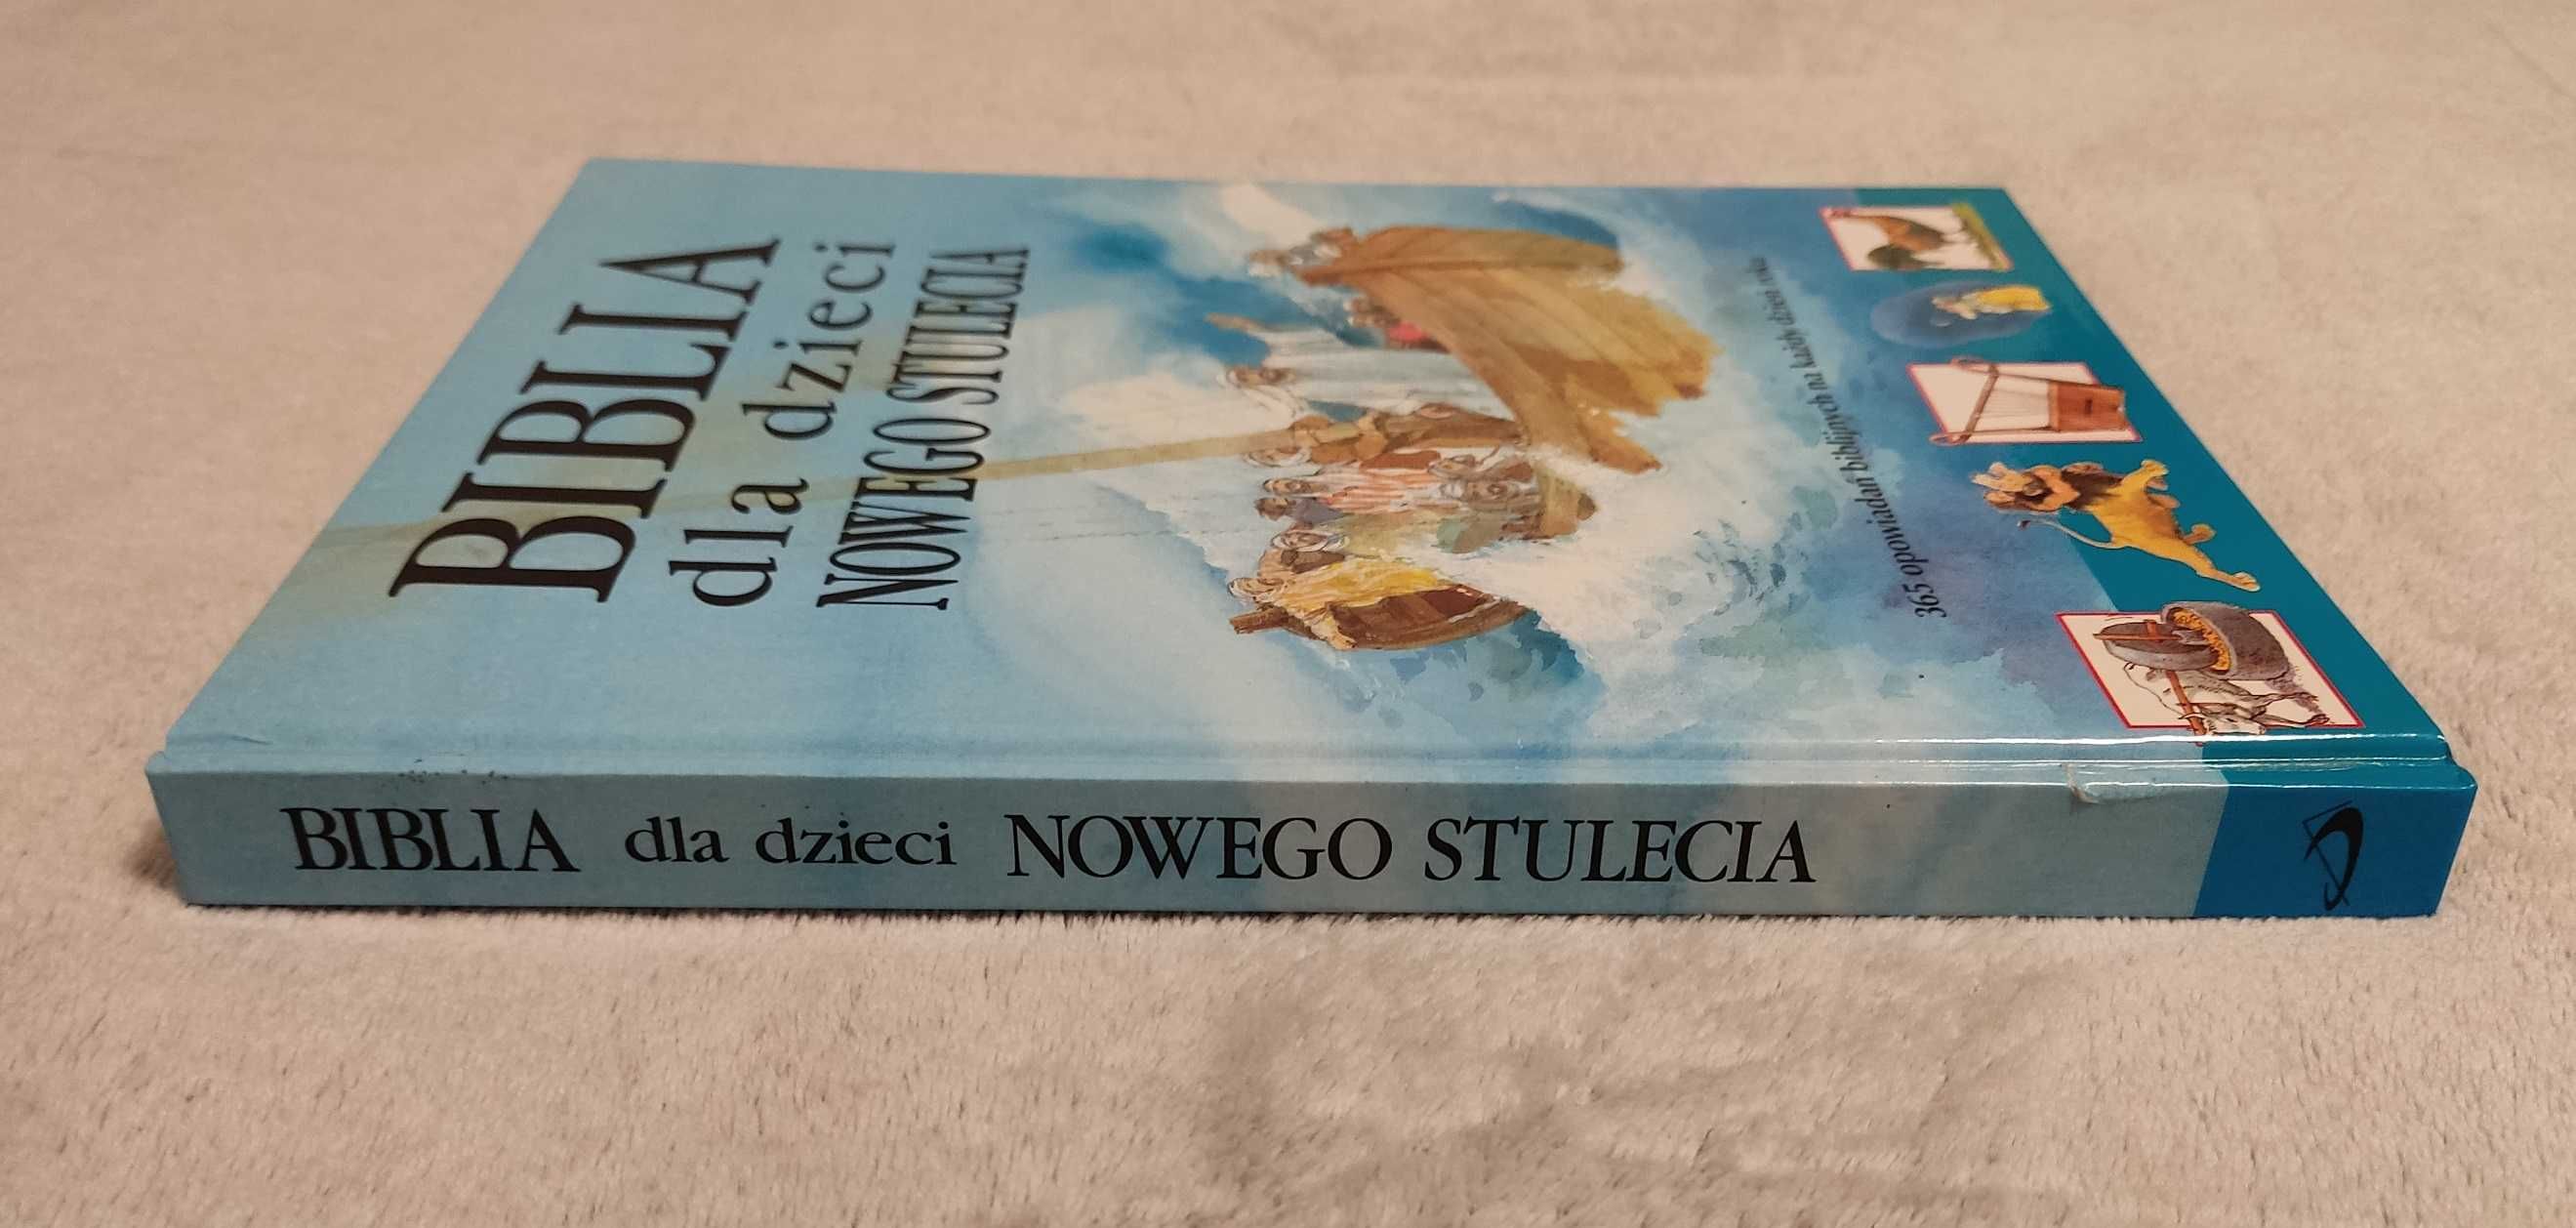 BIBLIA
dla dzieci
NOWEGO STULECIA
365 opowiadań biblijnych na każdy dzień roku
BIBLIA dla dzieci NOWEGO STULECIA